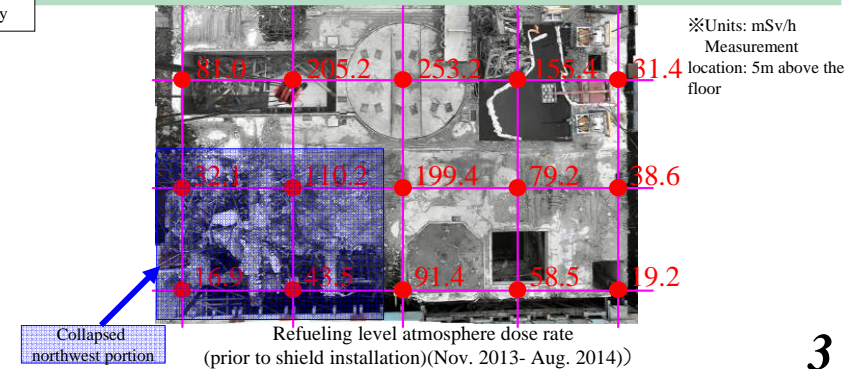 y
※Units: mSv/h
Measurement
location: 5m above the
floor
81.0 205.2 253.2 155.4 31.4
32.1 110.2 199.4 79.2 38.6
16.9 43.5 91.4 58.5 19.2
Collapsed
northwest portion
Refueling level atmosphere dose rate
(prior to shield installation)(Nov. 2013- Aug. 2014)）
3